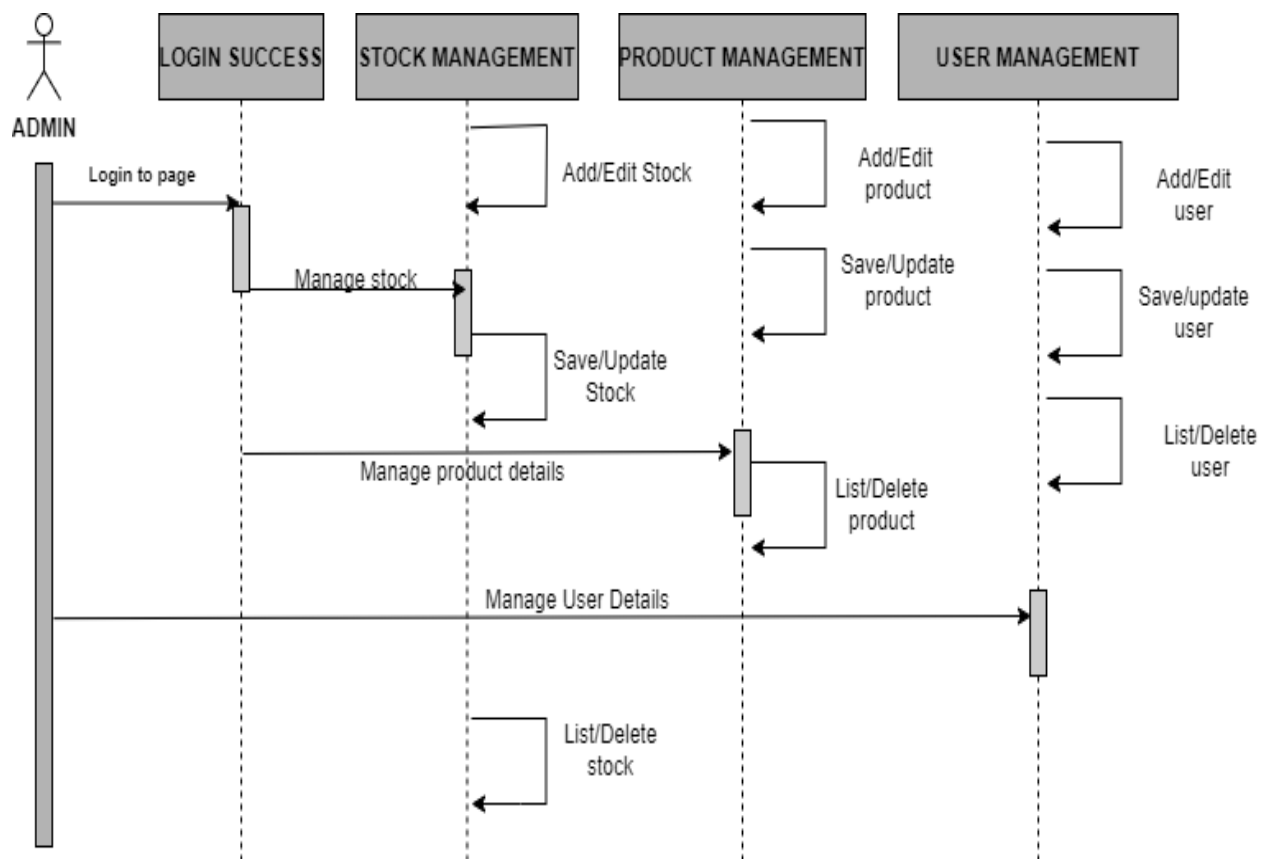 LOGIN SUCCESS
STOCK MANAGEMENT
PRODUCT MANAGEMENT
USER MANAGEMENT
ADMIN
Login to page
Add/Edit Stock
Add/Edit
product
Add/Edit
user
Manage stock
Save/Update
product
Save/update
user
Save/Update
Stock
Manage product details
List/Delete
product
List/Delete
user
Manage User Details
List/Delete
stock